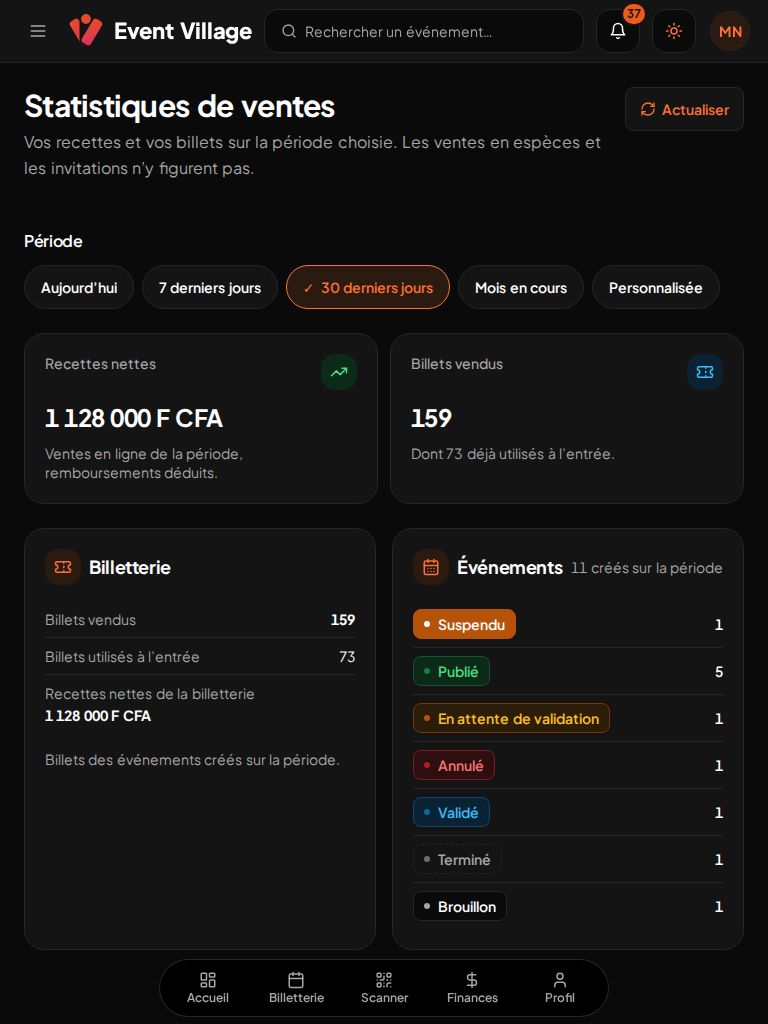 Event Village
Rechercher un événement...
37
MN
Statistiques de ventes
Actualiser
Vos recettes et vos billets sur la période choisie. Les ventes en espèces et
les invitations n'y figurent pas.
Période
Aujourd'hui
7 derniers jours
✓ 30 derniers jours
Mois en cours
Personnalisée
Recettes nettes
1 128 000 F CFA
Ventes en ligne de la période,
remboursements déduits.
Billets vendus
159
Dont 73 déjà utilisés à l'entrée.
Billetterie
Billets vendus 159
Billets utilisés à l'entrée 73
Recettes nettes de la billetterie
1 128 000 F CFA
Billets des événements créés sur la période.
Événements 11 créés sur la période
Suspendu 1
Publié 5
En attente de validation 1
Annulé 1
Validé 1
Terminé 1
Brouillon 1
Accueil
Billetterie
Scanner
Finances
Profil